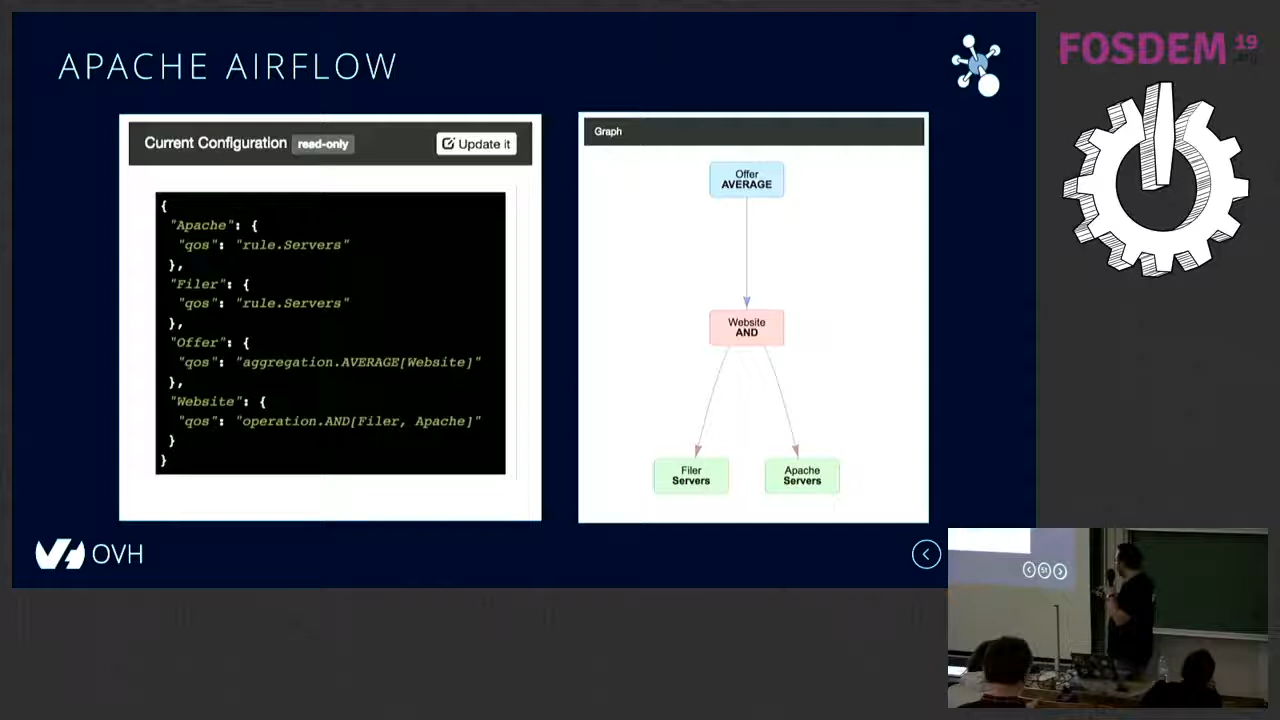 APACHE AIRFLOW
Current Configuration read-only
Update it
{
"Apache": {
"qos": "rule.Servers"
},
"Filer": {
"qos": "rule.Servers"
},
"Offer": {
"qos": "aggregation.AVERAGE[Website]"
},
"Website": {
"qos": "operation.AND[Filer, Apache]"
}
}
Graph
Offer
AVERAGE
Website
AND
Filer
Servers
Apache
Servers
OVH
FOSDEM 19
.org
51